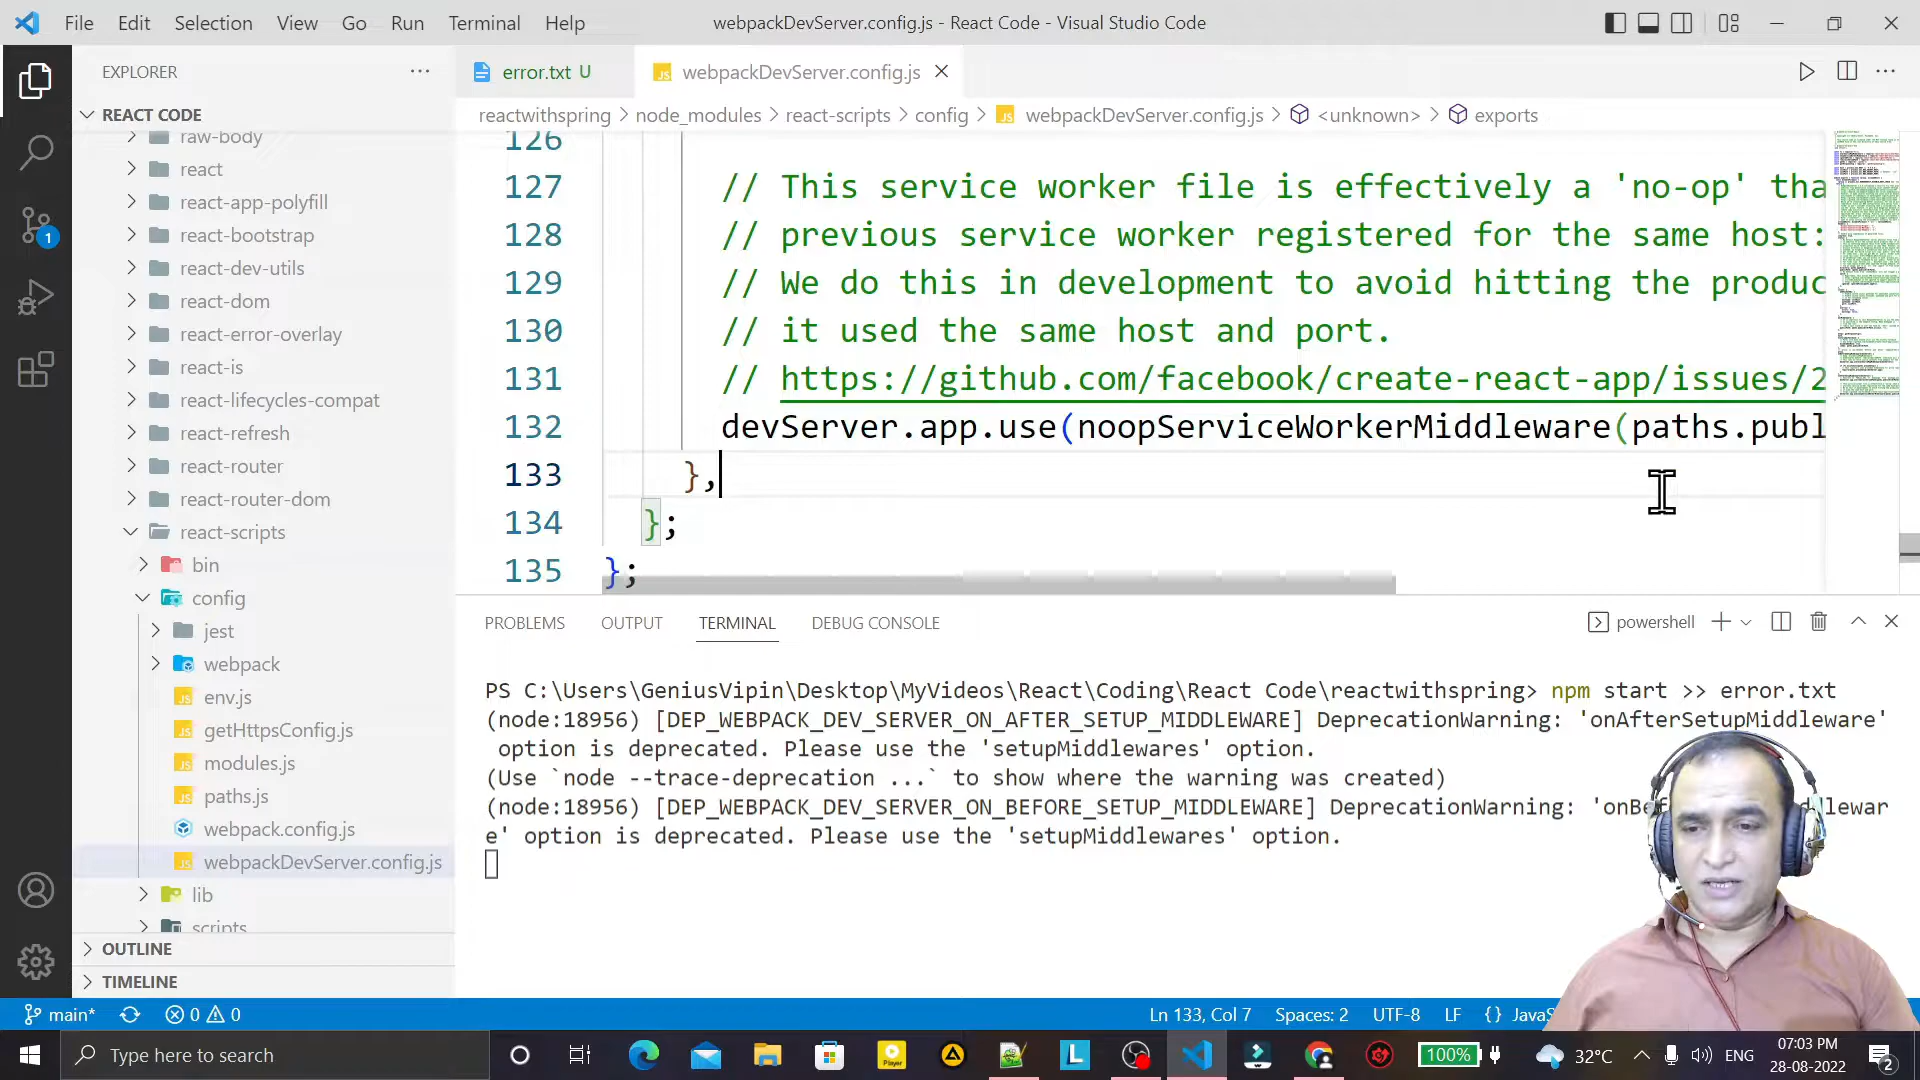 File Edit Selection View Go Run Terminal Help
webpackDevServer.config.js - React Code - Visual Studio Code
EXPLORER
REACT CODE
raw-body
react
react-app-polyfill
react-bootstrap
react-dev-utils
react-dom
react-error-overlay
react-is
react-lifecycles-compat
react-refresh
react-router
react-router-dom
react-scripts
bin
config
jest
webpack
env.js
getHttpsConfig.js
modules.js
paths.js
webpack.config.js
webpackDevServer.config.js
lib
scripts
OUTLINE
TIMELINE
1
error.txt U
webpackDevServer.config.js
reactwithspring > node_modules > react-scripts > config > webpackDevServer.config.js > <unknown> > exports
126
127 // This service worker file is effectively a 'no-op' tha
128 // previous service worker registered for the same host:
129 // We do this in development to avoid hitting the produc
130 // it used the same host and port.
131 // https://github.com/facebook/create-react-app/issues/2
132 devServer.app.use(noopServiceWorkerMiddleware(paths.publ
133 },
134 };
135 };
PROBLEMS OUTPUT TERMINAL DEBUG CONSOLE
powershell
PS C:\Users\GeniusVipin\Desktop\MyVideos\React\Coding\React Code\reactwithspring> npm start >> error.txt
(node:18956) [DEP_WEBPACK_DEV_SERVER_ON_AFTER_SETUP_MIDDLEWARE] DeprecationWarning: 'onAfterSetupMiddleware'
option is deprecated. Please use the 'setupMiddlewares' option.
(Use `node --trace-deprecation ...` to show where the warning was created)
(node:18956) [DEP_WEBPACK_DEV_SERVER_ON_BEFORE_SETUP_MIDDLEWARE] DeprecationWarning:
e' option is deprecated. Please use the 'setupMiddlewares' option.
main* 0 0
Ln 133, Col 7 Spaces: 2 UTF-8 LF {}
Type here to search
Player
L
100%
32°C
ENG
07:03 PM
28-08-2022
2